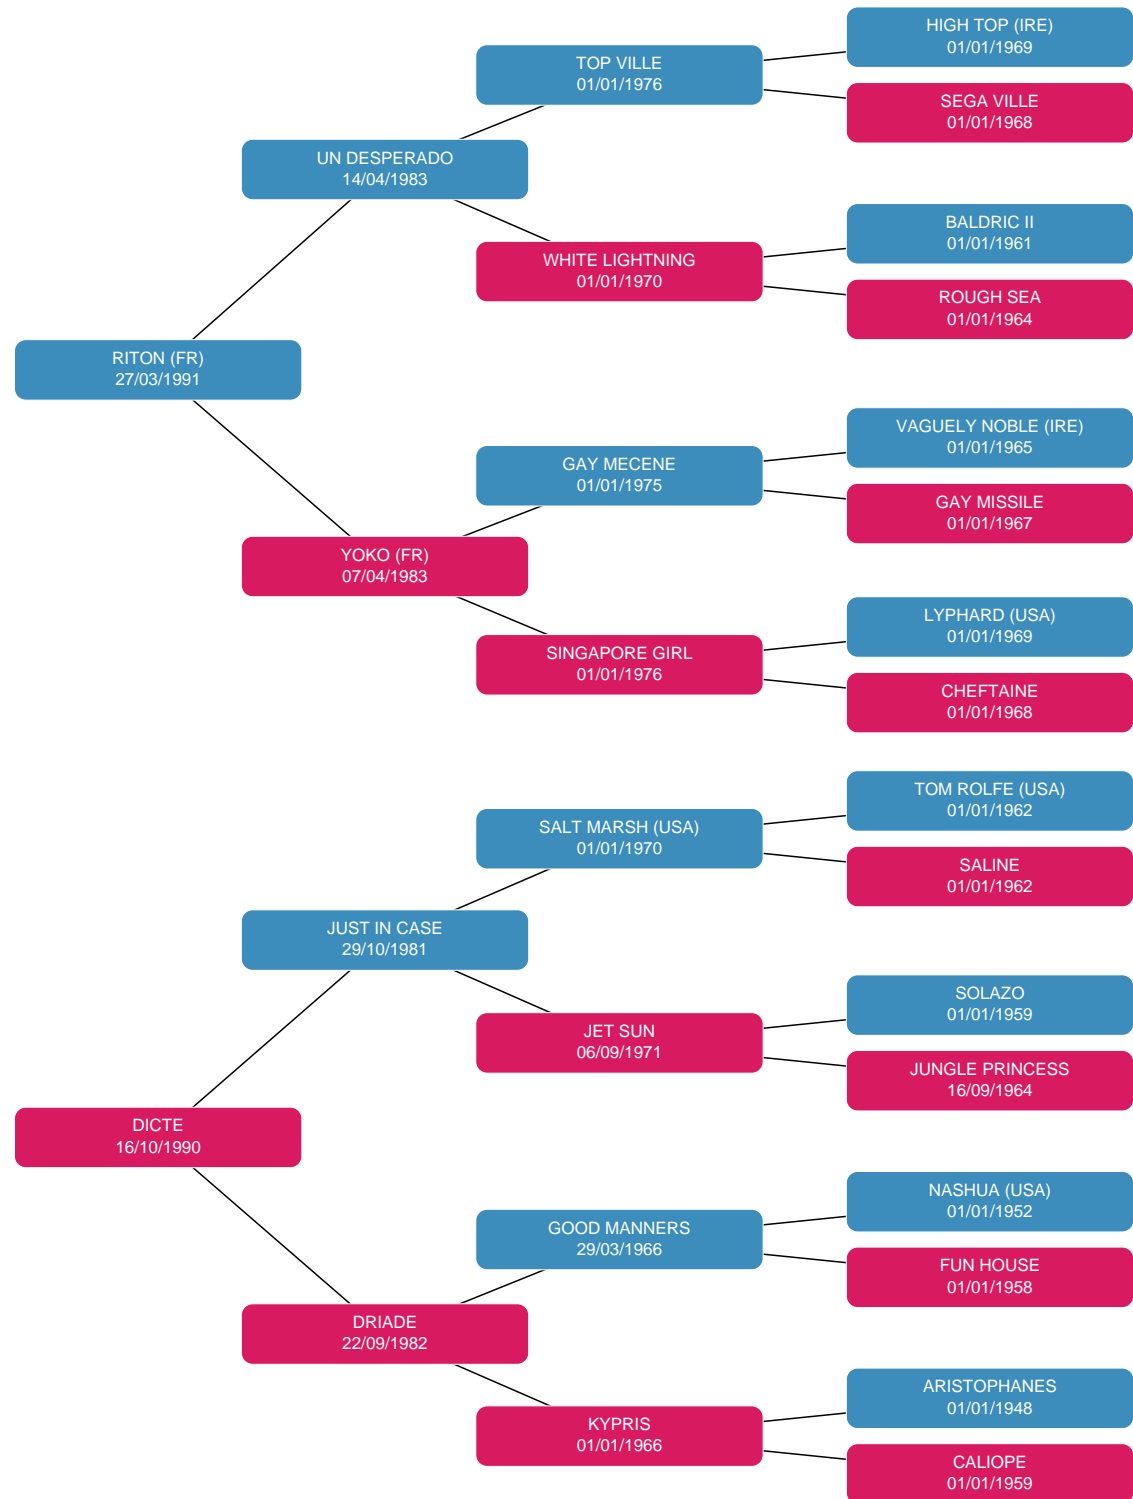 HIGH TOP (IRE)
01/01/1969
TOP VILLE
01/01/1976
SEGA VILLE
01/01/1968
UN DESPERADO
14/04/1983
BALDRIC II
01/01/1961
WHITE LIGHTNING
01/01/1970
ROUGH SEA
01/01/1964
RITON (FR)
27/03/1991
VAGUELY NOBLE (IRE)
01/01/1965
GAY MECENE
01/01/1975
GAY MISSILE
01/01/1967
YOKO (FR)
07/04/1983
LYPHARD (USA)
01/01/1969
SINGAPORE GIRL
01/01/1976
CHEFTAINE
01/01/1968
TOM ROLFE (USA)
01/01/1962
SALT MARSH (USA)
01/01/1970
SALINE
01/01/1962
JUST IN CASE
29/10/1981
SOLAZO
01/01/1959
JET SUN
06/09/1971
JUNGLE PRINCESS
16/09/1964
DICTE
16/10/1990
NASHUA (USA)
01/01/1952
GOOD MANNERS
29/03/1966
FUN HOUSE
01/01/1958
DRIADE
22/09/1982
ARISTOPHANES
01/01/1948
KYPRIS
01/01/1966
CALIOPE
01/01/1959